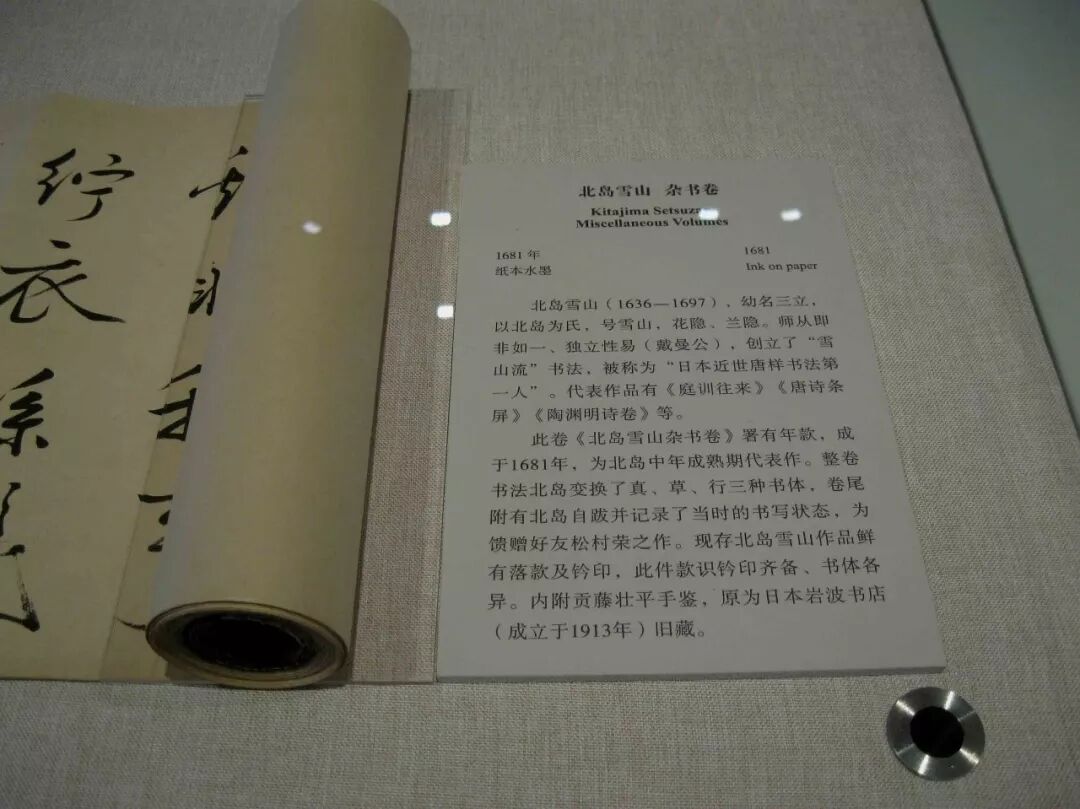 北岛雪山 杂书卷
Kitajima Setsuzan
Miscellaneous Volumes
1681 年
纸本水墨
1681
Ink on paper
北岛雪山（1636—1697），幼名三立，
以北岛为氏，号雪山，花隐、兰隐。师从即
非如一、独立性易（戴曼公），创立了“雪
山流”书法，被称为“日本近世唐样书法第
一人”。代表作品有《庭训往来》《唐诗条
屏》《陶渊明诗卷》等。
此卷《北岛雪山杂书卷》署有年款，成
于1681年，为北岛中年成熟期代表作。整卷
书法北岛变换了真、草、行三种书体，卷尾
附有北岛自跋并记录了当时的书写状态，为
馈赠好友松村荣之作。现存北岛雪山作品鲜
有落款及钤印，此件款识钤印齐备、书体各
异。内附贡藤壮平手鉴，原为日本岩波书店
（成立于1913年）旧藏。
衣